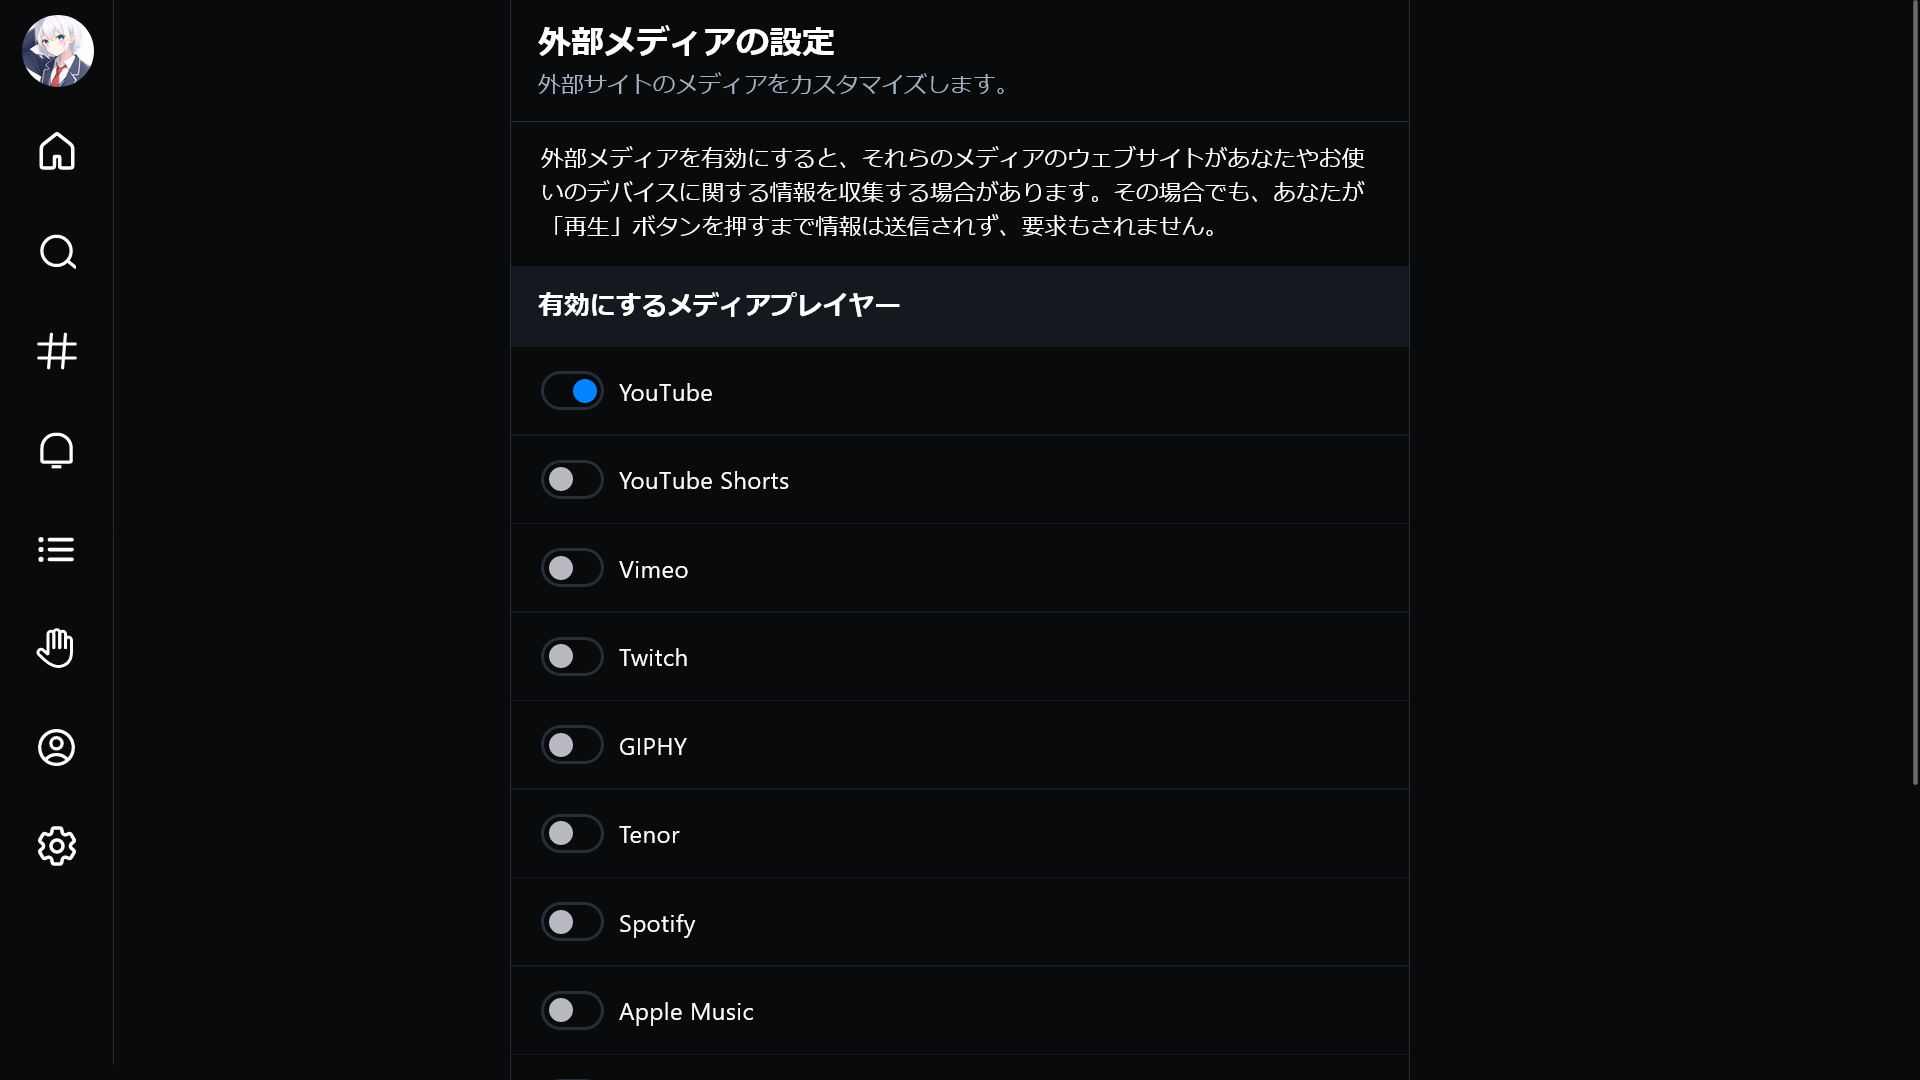 外部メディアの設定
外部サイトのメディアをカスタマイズします。
外部メディアを有効にすると、それらのメディアのウェブサイトがあなたやお使
いのデバイスに関する情報を収集する場合があります。その場合でも、あなたが
「再生」ボタンを押すまで情報は送信されず、要求もされません。
有効にするメディアプレイヤー
YouTube
YouTube Shorts
Vimeo
Twitch
GIPHY
Tenor
Spotify
Apple Music